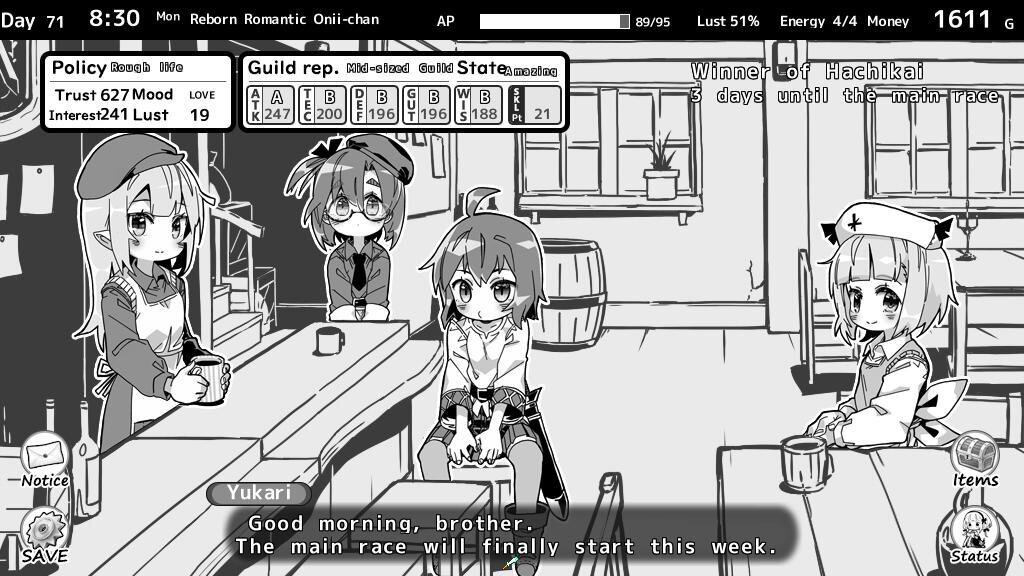 Day 71 8:30 Mon Reborn Romantic Onii-chan AP 89/95 Lust 51% Energy 4/4 Money 1611 G
Policy Rough life
Trust 627 Mood LOVE
Interest 241 Lust 19
Guild rep. Mid-sized Guild State Amazing
ATK A 247 TEC B 200 DEF B 196 GUT B 196 WIS B 188 SKL Pt 21
Winner of Hachikai
3 days until the main race
Notice
Items
SAVE
Status
Yukari
Good morning, brother.
The main race will finally start this week.